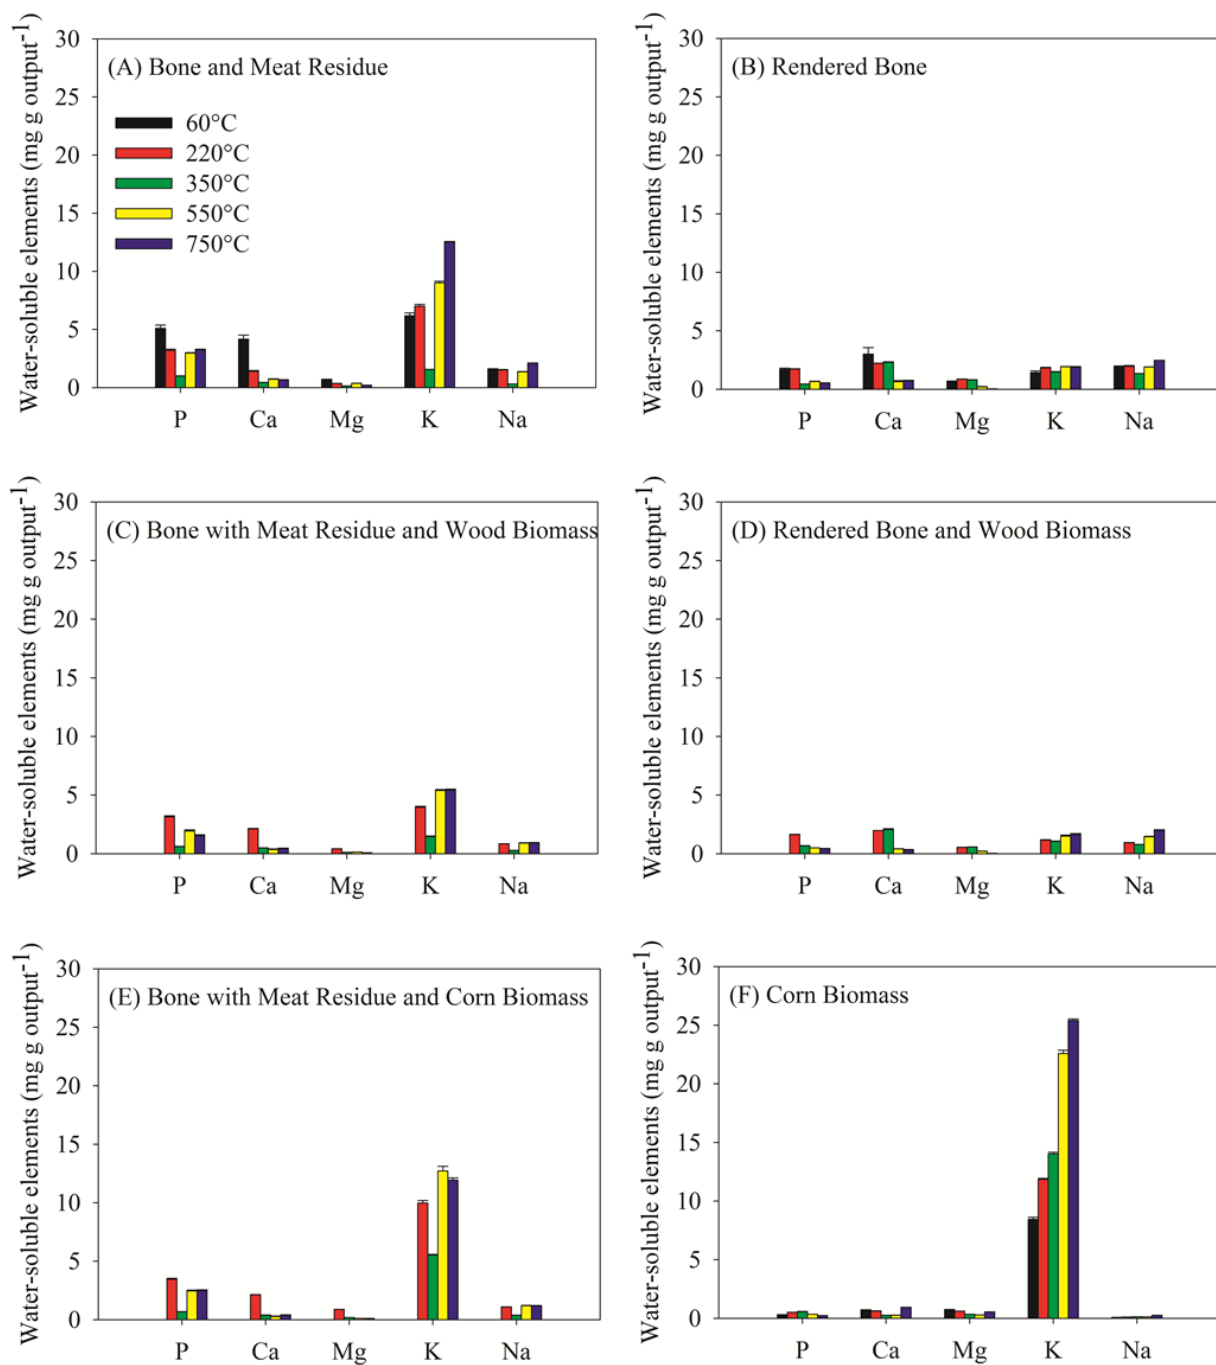 Water-soluble elements (mg g output-1)
30
25
20
15
10
5
0
(A) Bone and Meat Residue
60°C
220°C
350°C
550°C
750°C
P Ca Mg K Na
Water-soluble elements (mg g output-1)
30
25
20
15
10
5
0
(B) Rendered Bone
P Ca Mg K Na
Water-soluble elements (mg g output-1)
30
25
20
15
10
5
0
(C) Bone with Meat Residue and Wood Biomass
P Ca Mg K Na
Water-soluble elements (mg g output-1)
30
25
20
15
10
5
0
(D) Rendered Bone and Wood Biomass
P Ca Mg K Na
Water-soluble elements (mg g output-1)
30
25
20
15
10
5
0
(E) Bone with Meat Residue and Corn Biomass
P Ca Mg K Na
Water-soluble elements (mg g output-1)
30
25
20
15
10
5
0
(F) Corn Biomass
P Ca Mg K Na